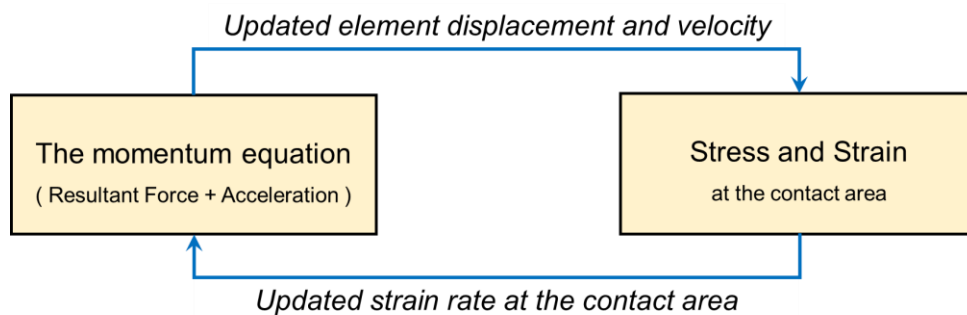 Updated element displacement and velocity
The momentum equation
( Resultant Force + Acceleration )
Stress and Strain
at the contact area
Updated strain rate at the contact area